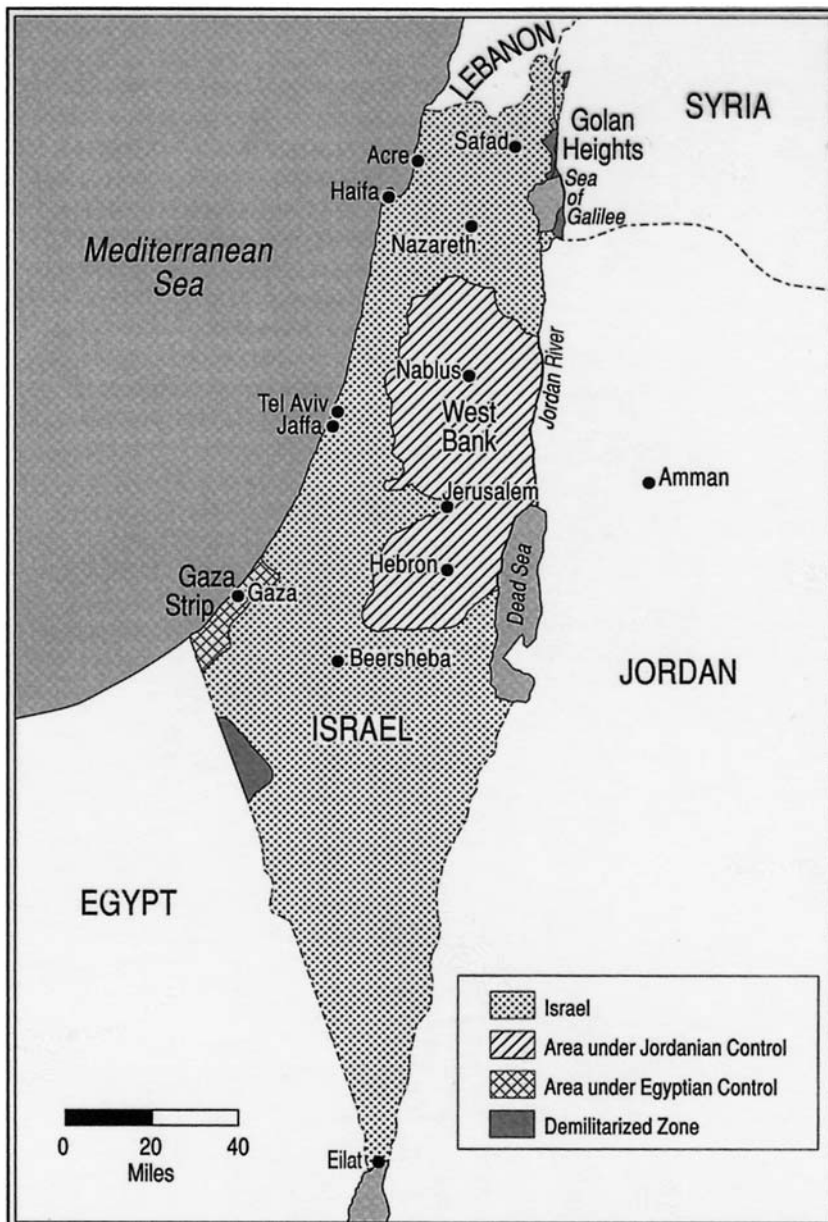 LEBANON
SYRIA
Golan
Heights
Safad
Acre
Sea
of
Galilee
Haifa
Nazareth
Mediterranean
Sea
Jordan River
Nablus
West
Bank
Tel Aviv
Jaffa
Amman
Jerusalem
Hebron
Dead Sea
Gaza
Strip
Gaza
Beersheba
JORDAN
ISRAEL
EGYPT
Israel
Area under Jordanian Control
Area under Egyptian Control
Demilitarized Zone
0 20 40
Miles
Eilat